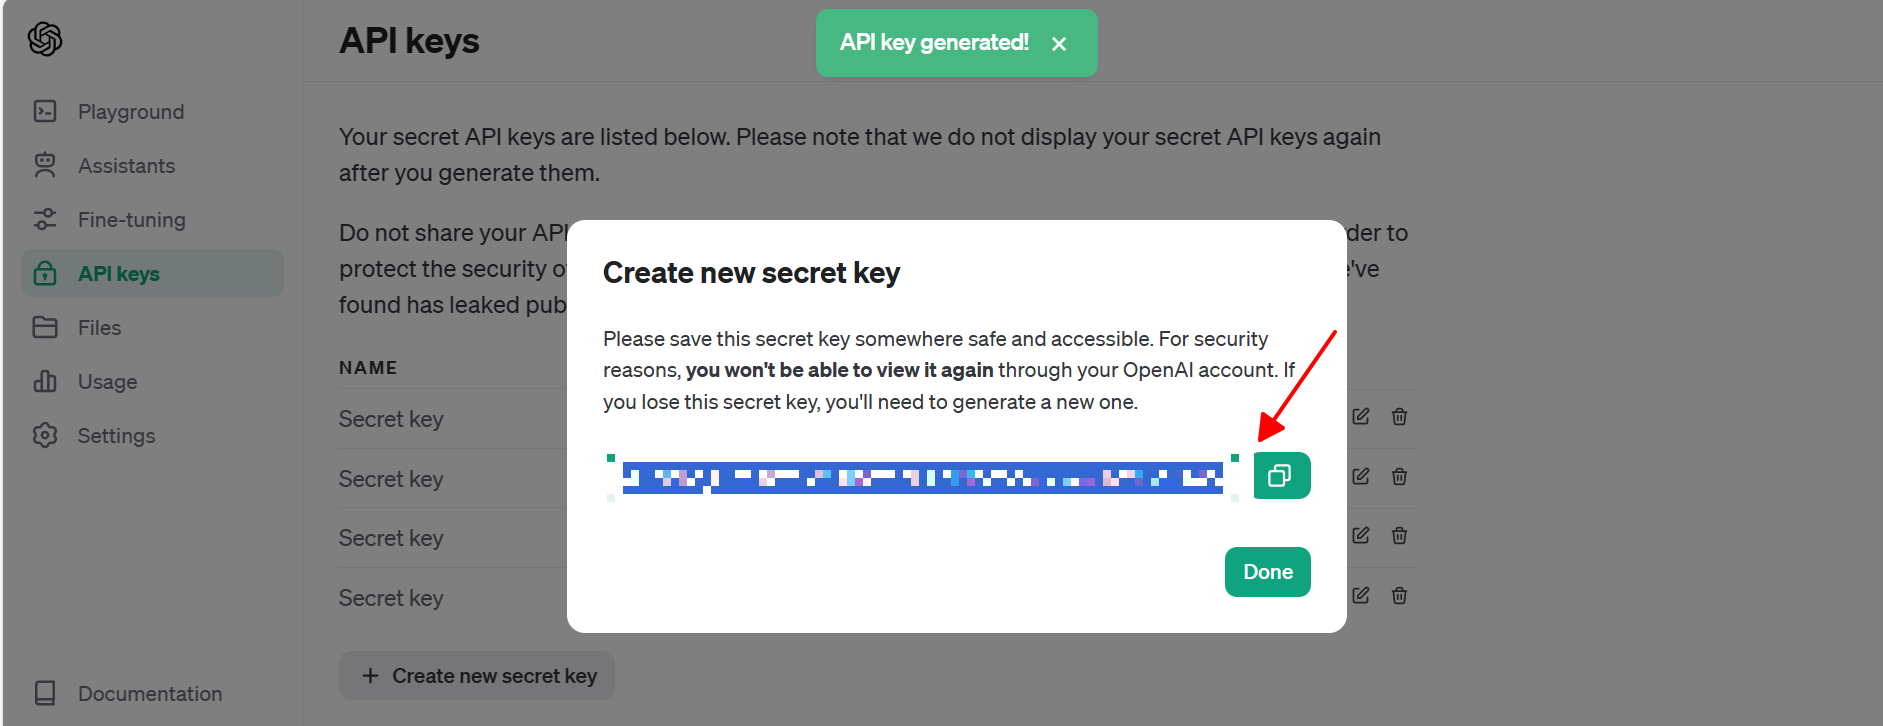 API keys
API key generated!
Playground
Assistants
Fine-tuning
API keys
Files
Usage
Settings
Documentation
Your secret API keys are listed below. Please note that we do not display your secret API keys again
after you generate them.
Do not share your API
der to
protect the security o
've
found has leaked pub
NAME
Secret key
Secret key
Secret key
Secret key
Create new secret key
Create new secret key
Please save this secret key somewhere safe and accessible. For security
reasons, you won't be able to view it again through your OpenAI account. If
you lose this secret key, you'll need to generate a new one.
Done